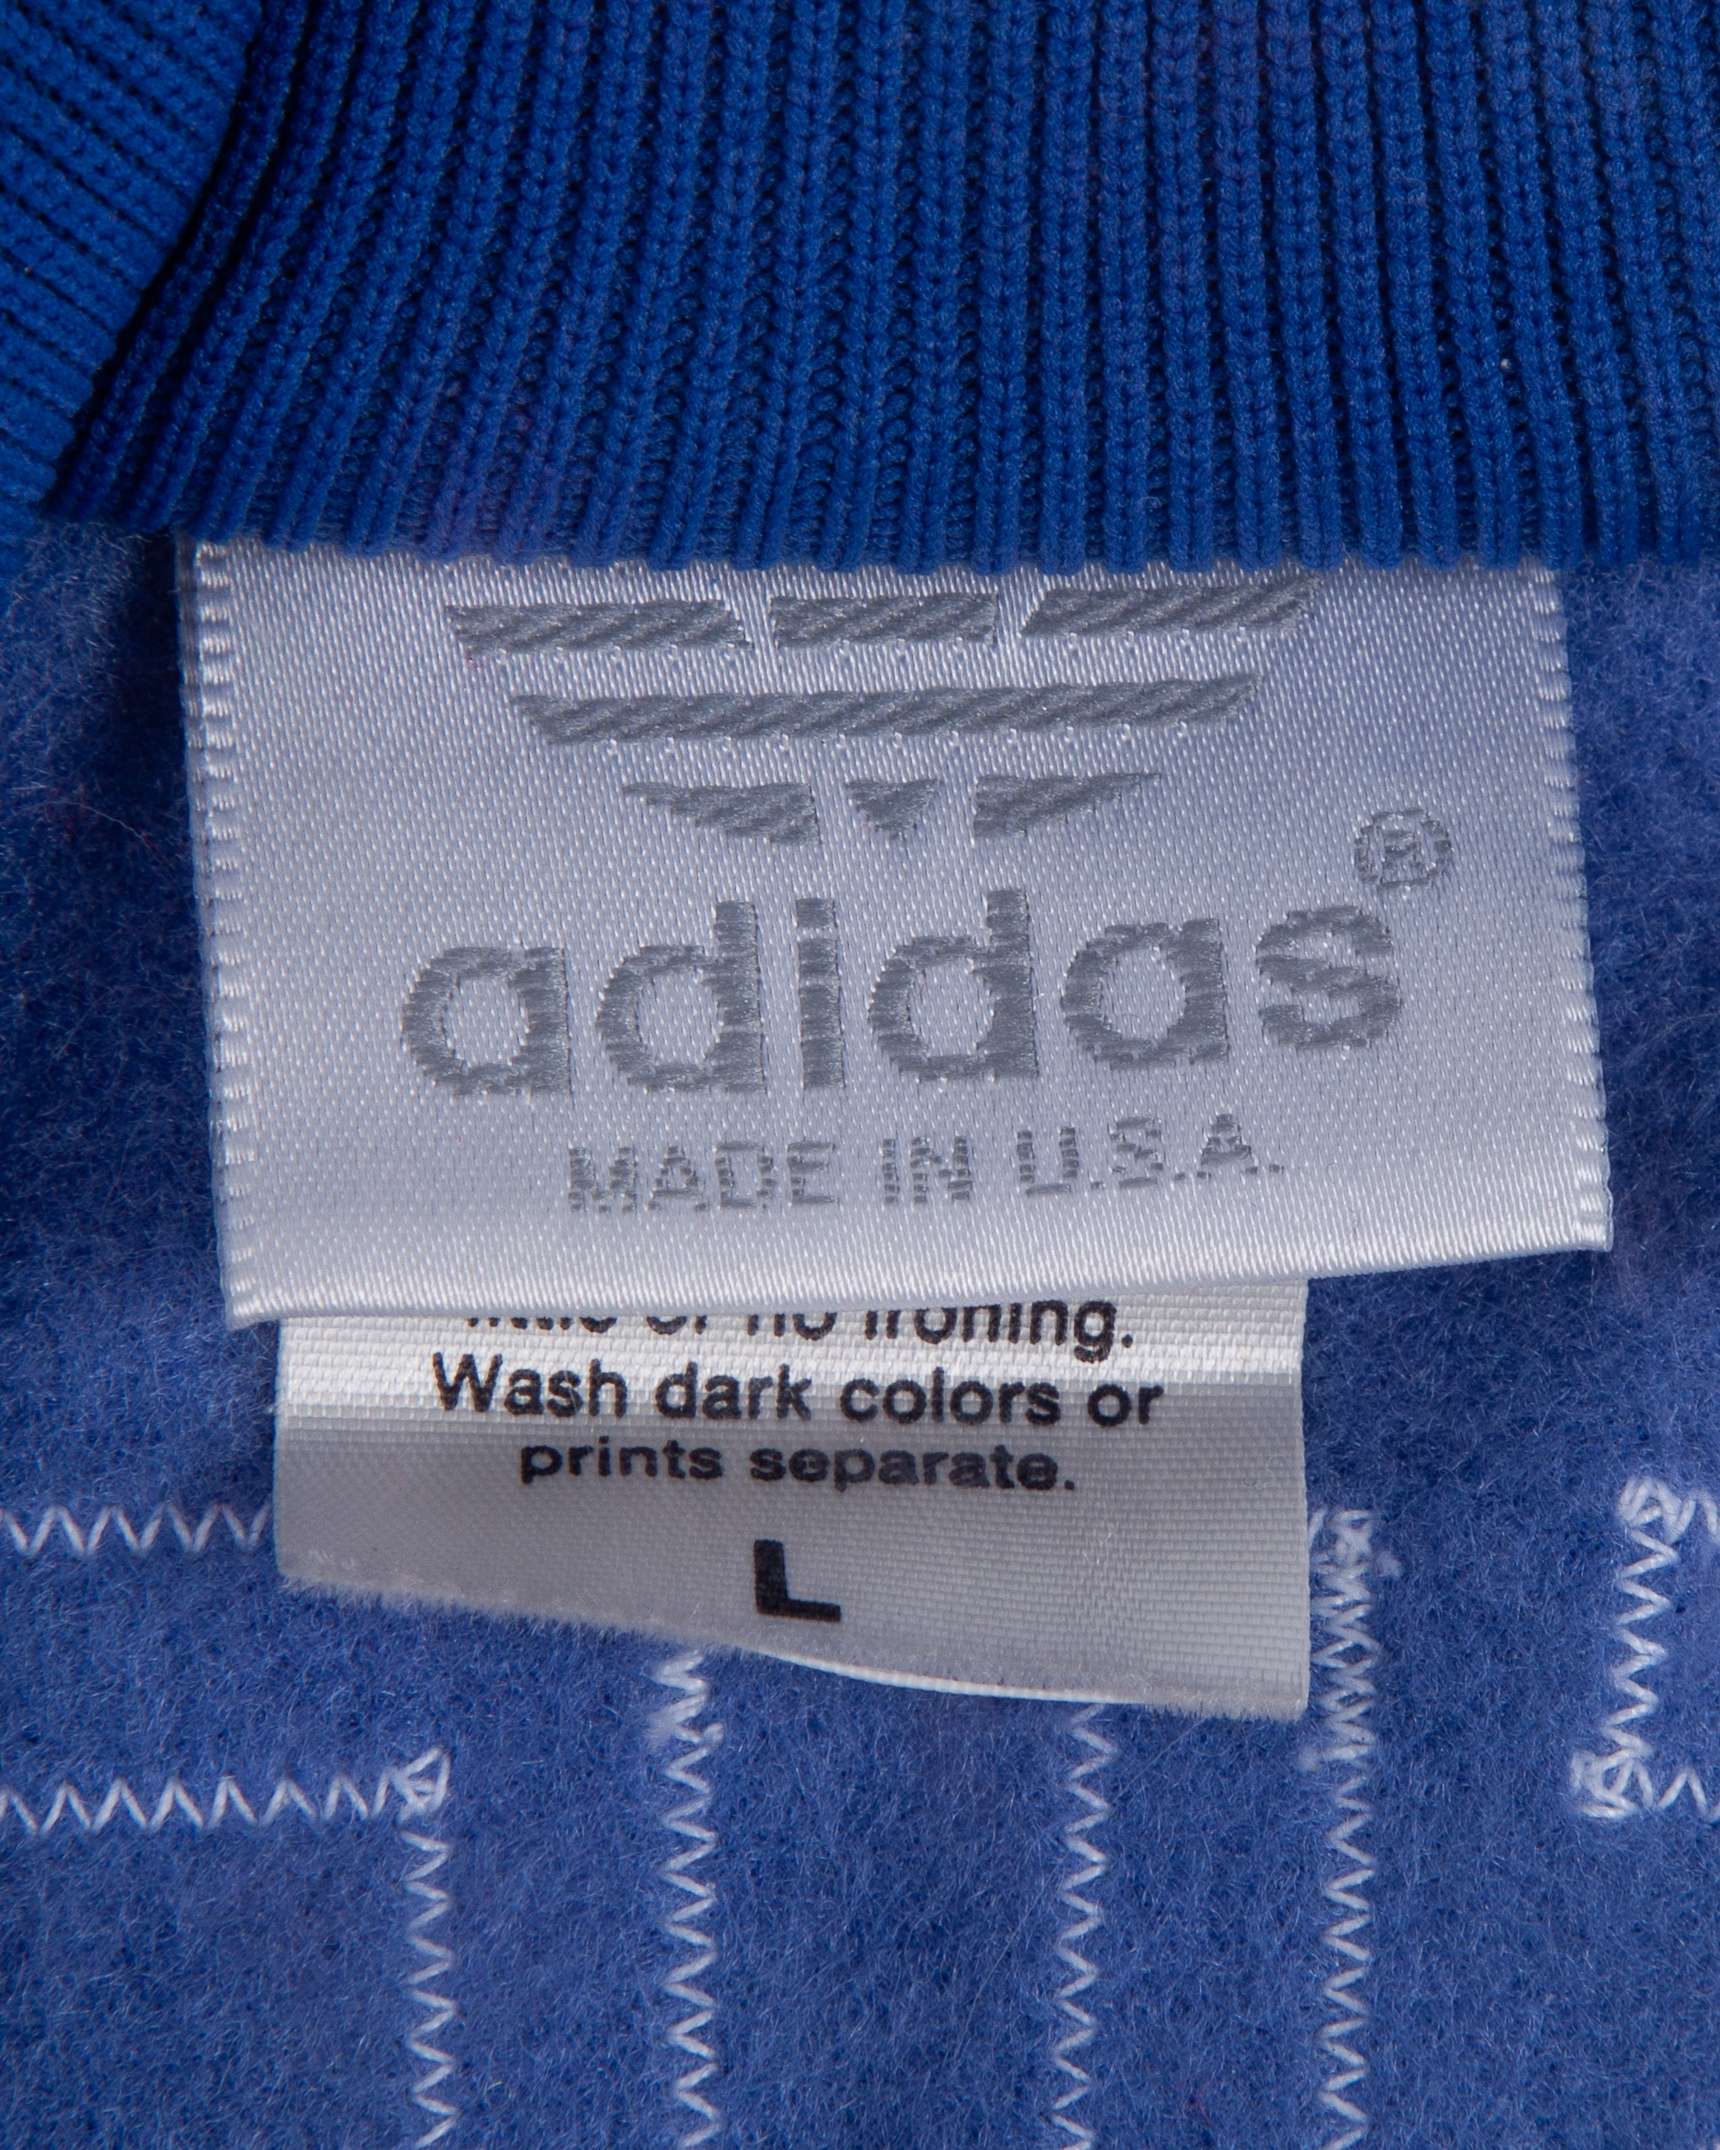 adidas®
MADE IN U.S.A.
little or no ironing.
Wash dark colors or
prints separate.
L